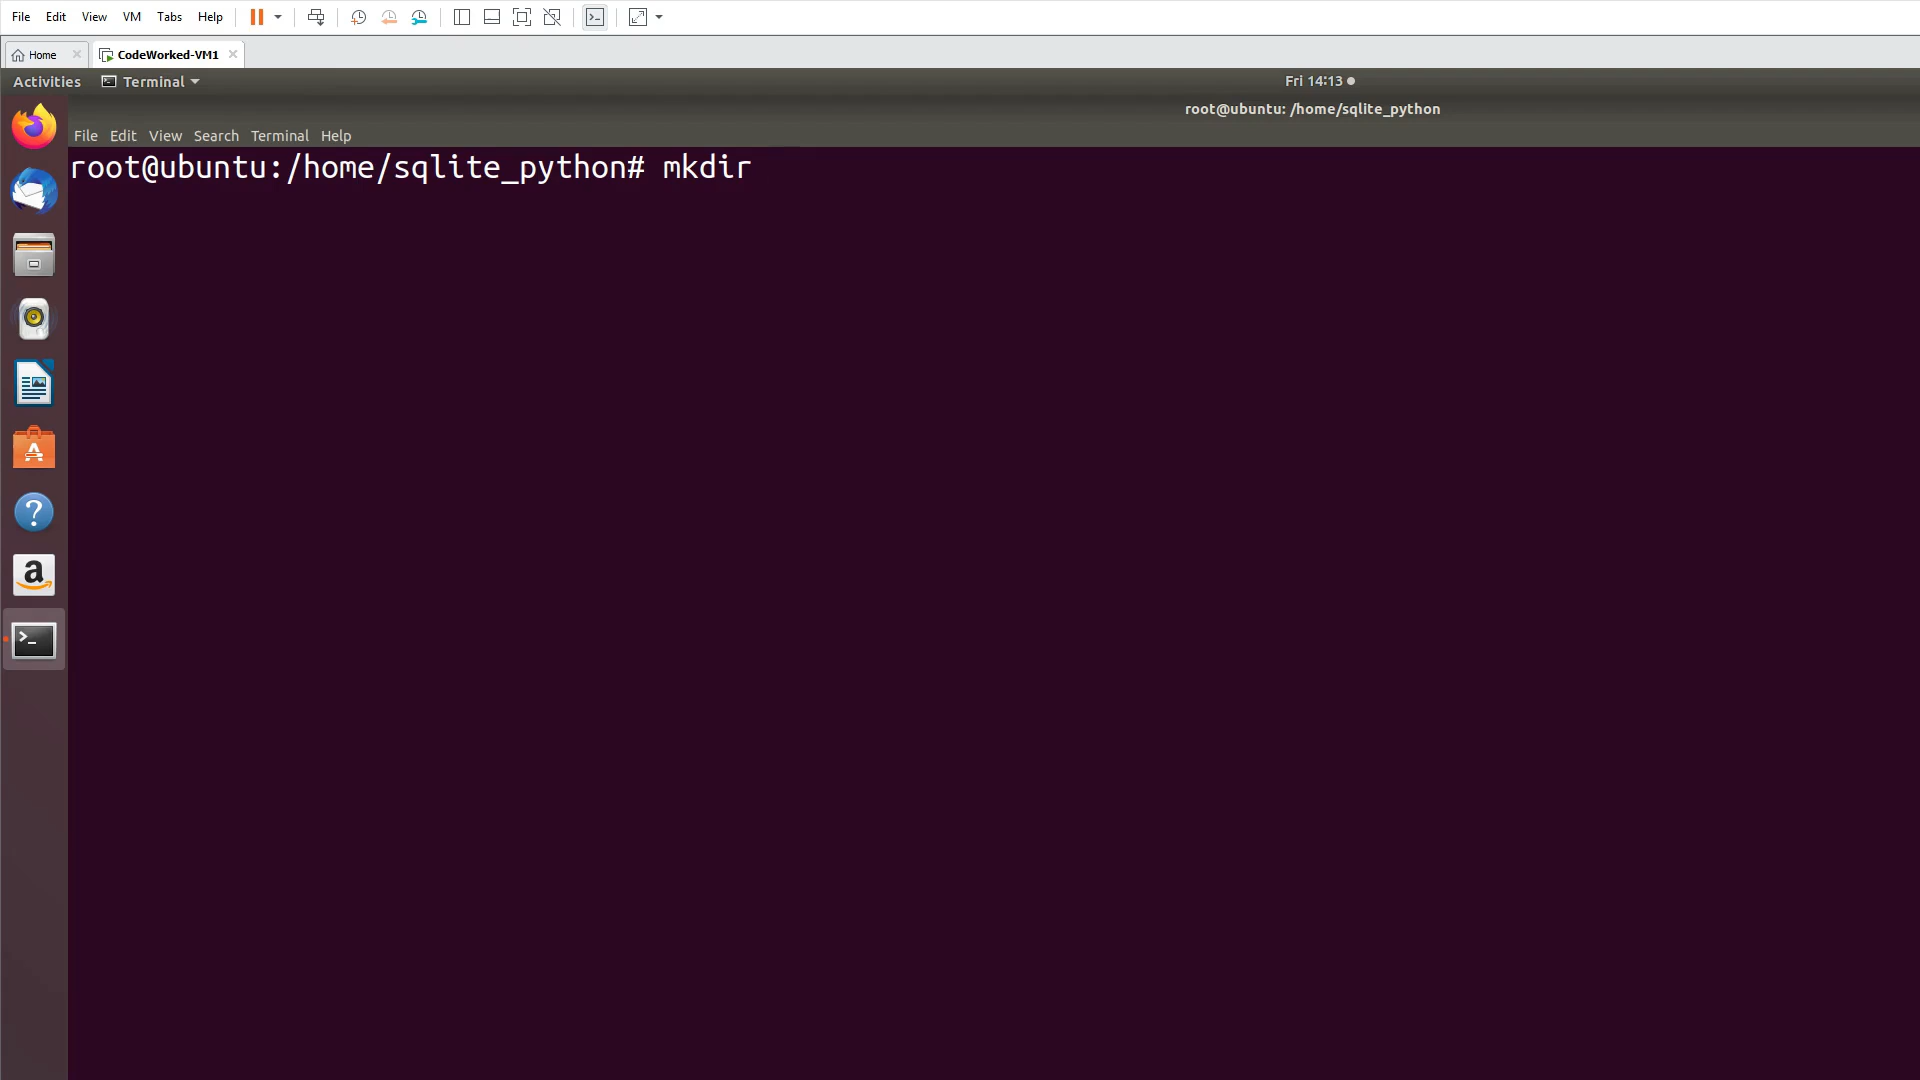 File Edit View VM Tabs Help
Home CodeWorked-VM1
Activities Terminal Fri 14:13
root@ubuntu: /home/sqlite_python
File Edit View Search Terminal Help
root@ubuntu:/home/sqlite_python# mkdir